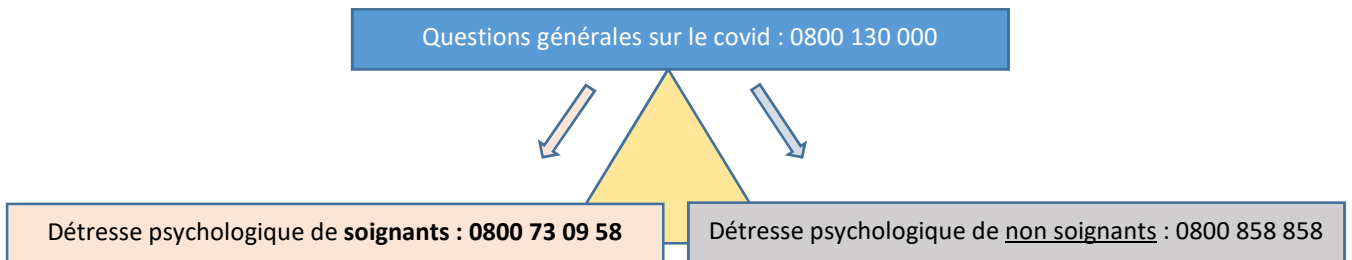 Questions générales sur le covid : 0800 130 000
Détresse psychologique de soignants : 0800 73 09 58
Détresse psychologique de non soignants : 0800 858 858